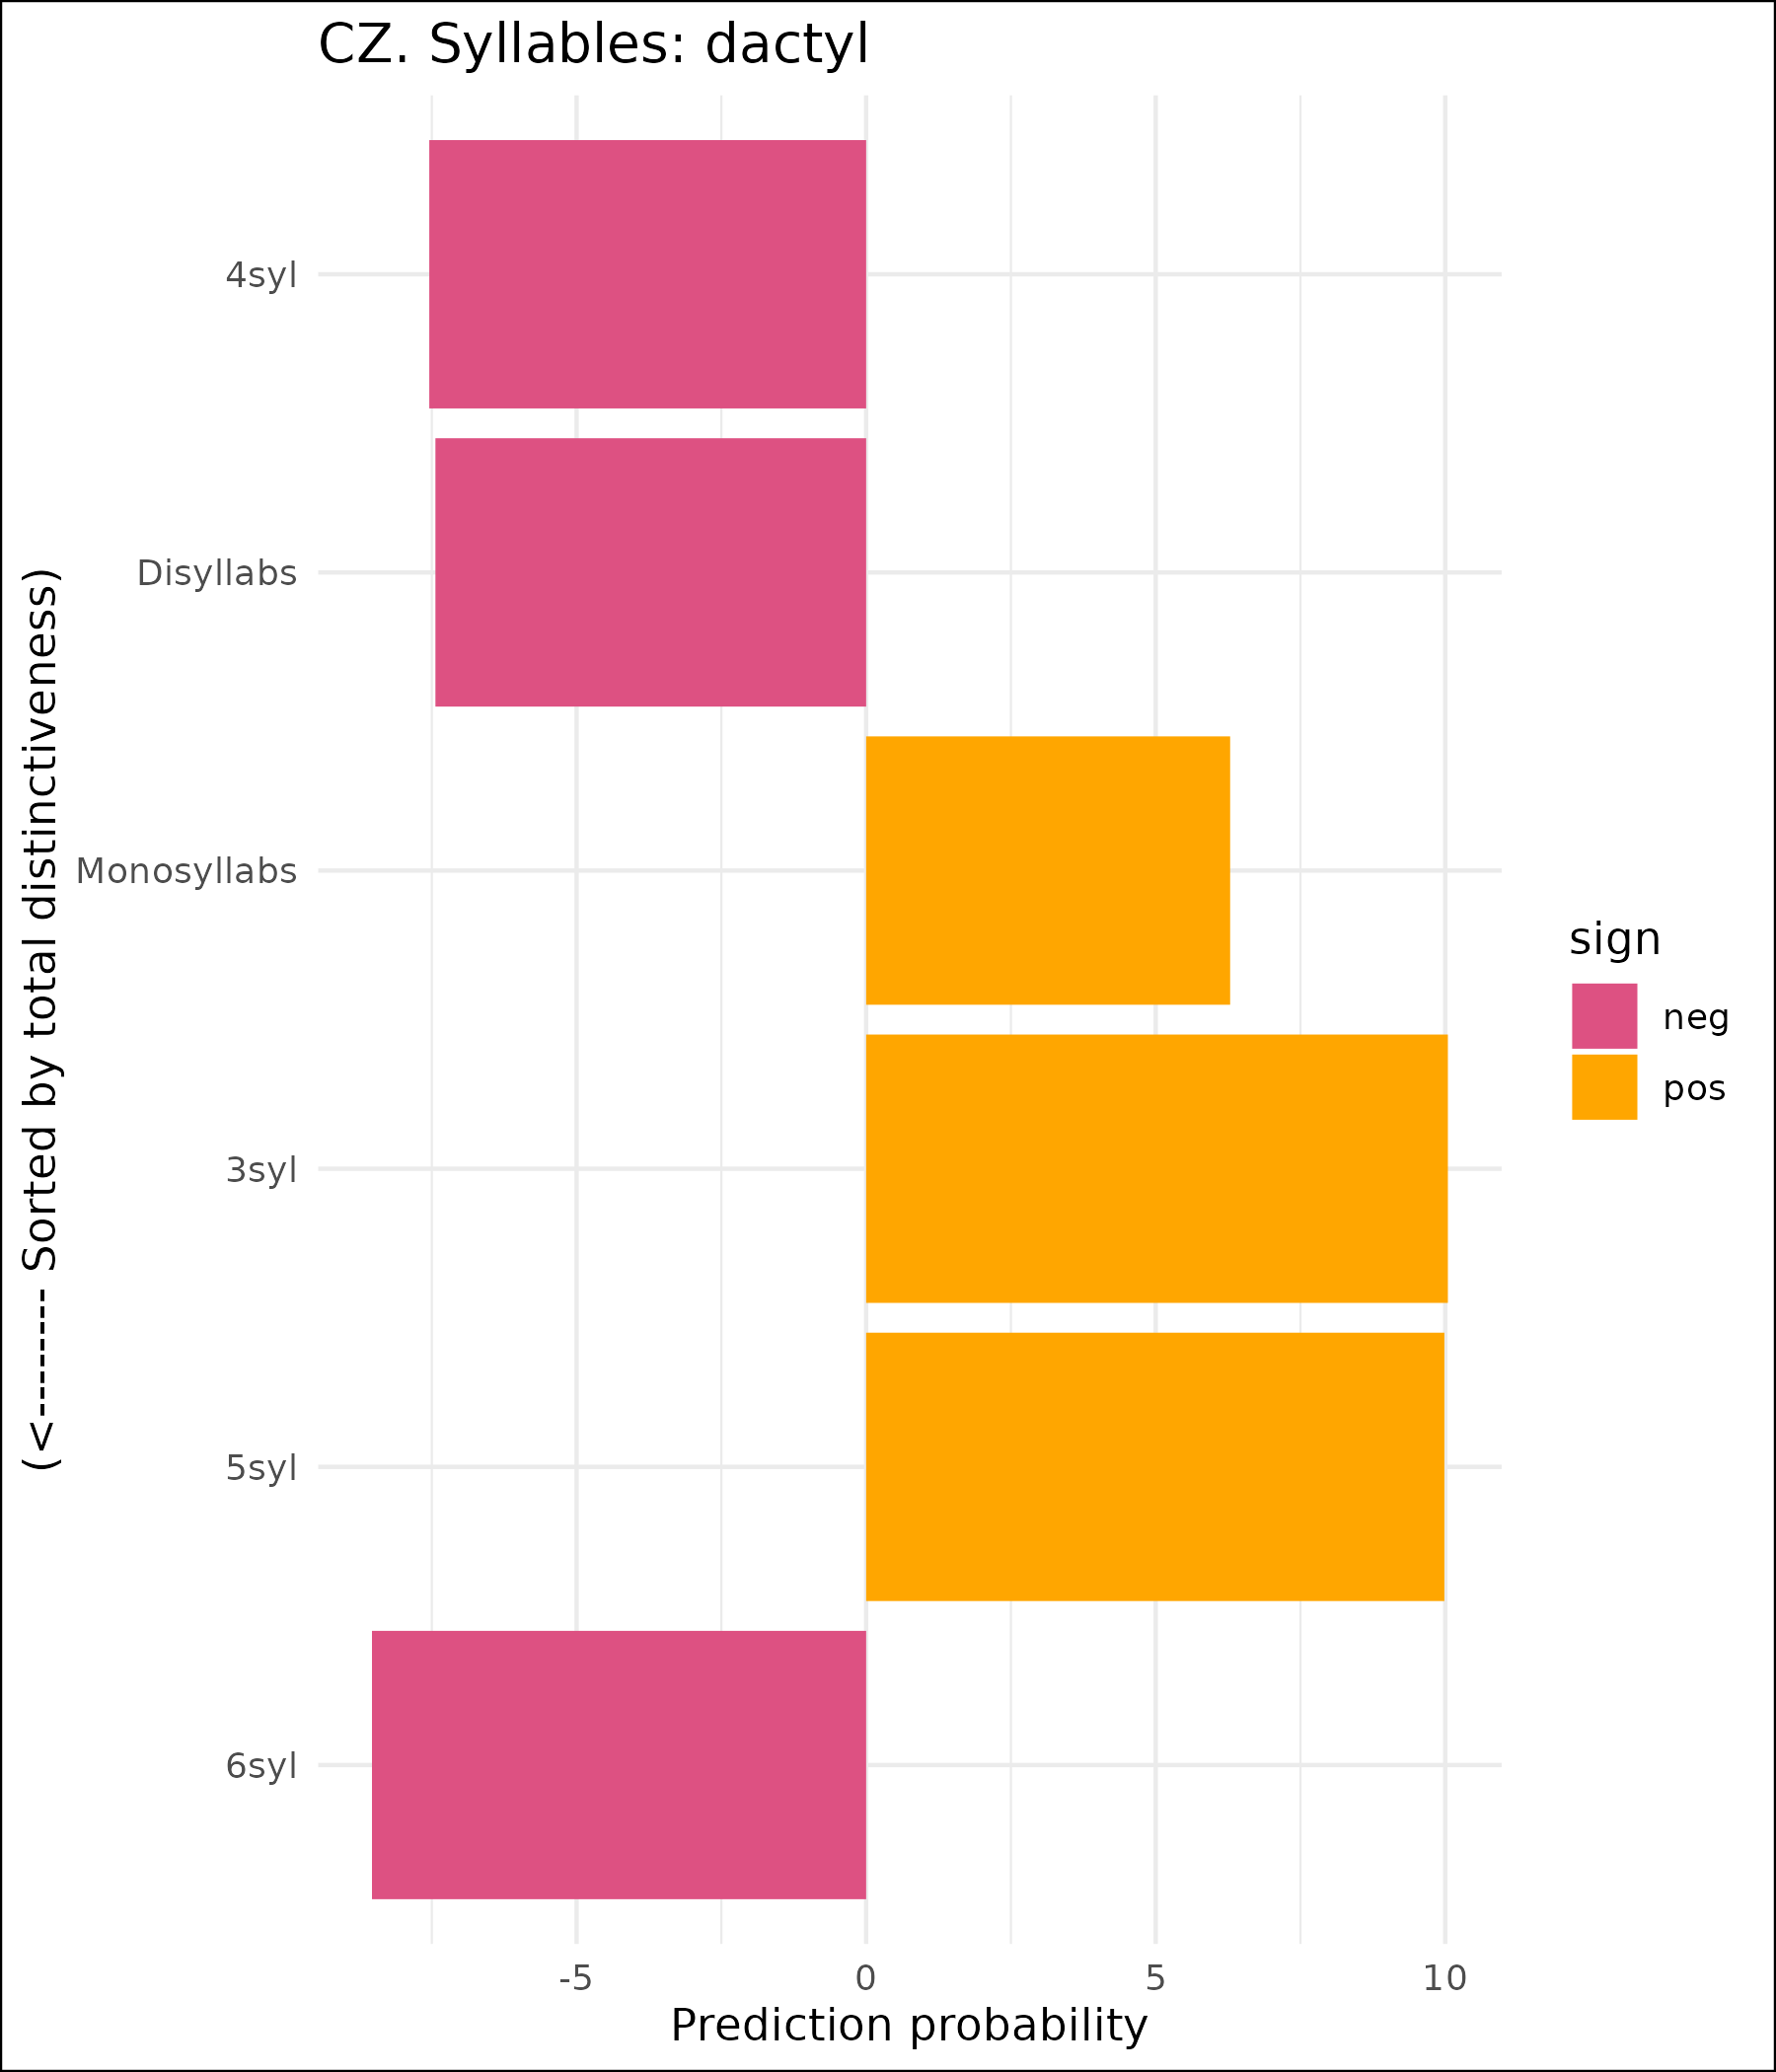 CZ. Syllables: dactyl
(<--------- Sorted by total distinctiveness)
4syl
Disyllabs
Monosyllabs
3syl
5syl
6syl
-5 0 5 10
Prediction probability
sign
neg
pos